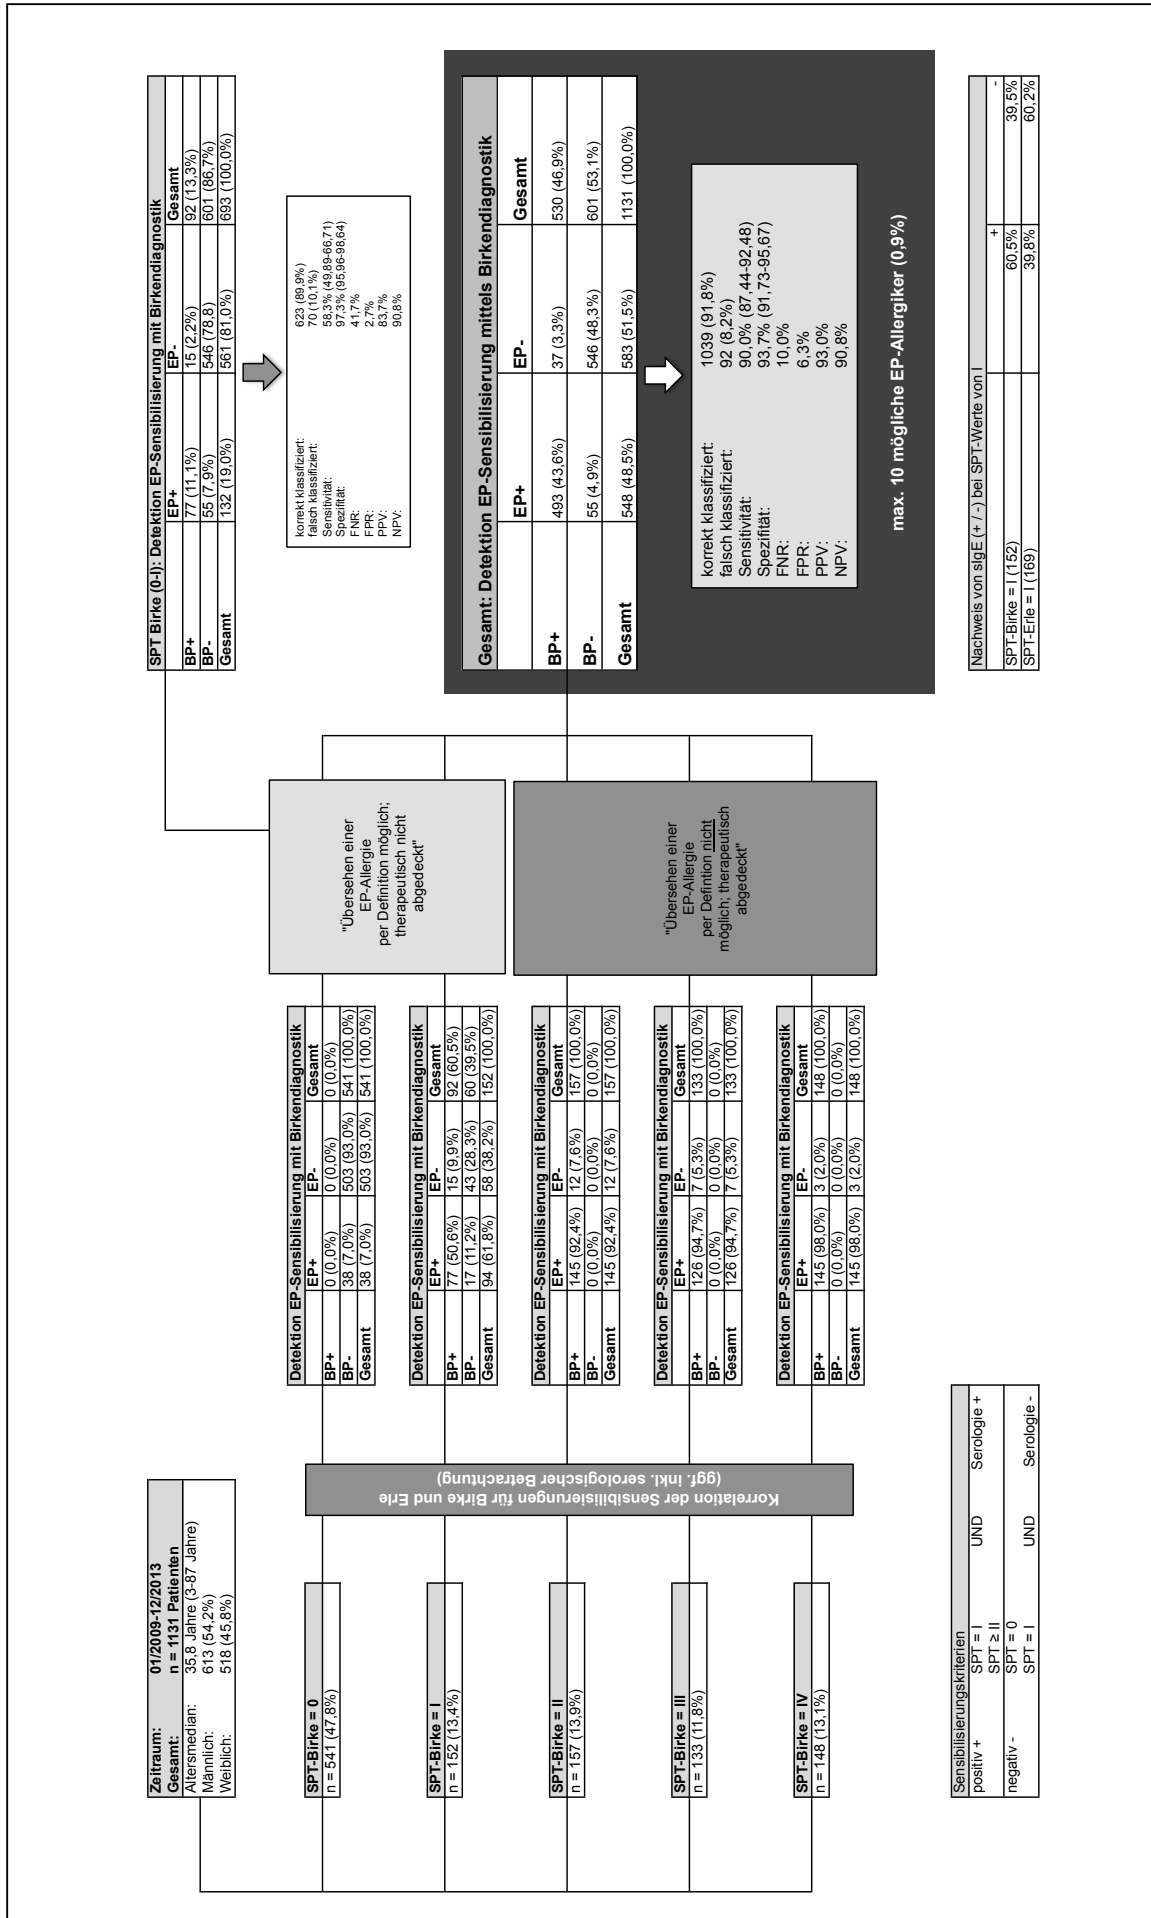 Zeitraum: 01/2009-12/2013
Gesamt: n = 1131 Patienten
Altersmedian: 35,8 Jahre (3-87 Jahre)
Männlich: 613 (54,2%)
Weiblich: 518 (45,8%)
SPT-Birke = 0
n = 541 (47,8%)
SPT-Birke = I
n = 152 (13,4%)
SPT-Birke = II
n = 157 (13,9%)
SPT-Birke = III
n = 133 (11,8%)
SPT-Birke = IV
n = 148 (13,1%)
Sensibilisierungskriterien
positiv + SPT = I UND Serologie +
SPT ≥ II
negativ - SPT = 0
SPT = I UND Serologie -
Korrelation der Sensibilisierungen für Birke und Erle
(ggf. inkl. serologischer Betrachtung)
Detektion EP-Sensibilisierung mit Birkendiagnostik
EP+ EP- Gesamt
BP+ 0 (0,0%) 0 (0,0%) 0 (0,0%)
BP- 38 (7,0%) 503 (93,0%) 541 (100,0%)
Gesamt 38 (7,0%) 503 (93,0%) 541 (100,0%)
Detektion EP-Sensibilisierung mit Birkendiagnostik
EP+ EP- Gesamt
BP+ 77 (50,6%) 15 (9,9%) 92 (60,5%)
BP- 17 (11,2%) 43 (28,3%) 60 (39,5%)
Gesamt 94 (61,8%) 58 (38,2%) 152 (100,0%)
Detektion EP-Sensibilisierung mit Birkendiagnostik
EP+ EP- Gesamt
BP+ 145 (92,4%) 12 (7,6%) 157 (100,0%)
BP- 0 (0,0%) 0 (0,0%) 0 (0,0%)
Gesamt 145 (92,4%) 12 (7,6%) 157 (100,0%)
Detektion EP-Sensibilisierung mit Birkendiagnostik
EP+ EP- Gesamt
BP+ 126 (94,7%) 7 (5,3%) 133 (100,0%)
BP- 0 (0,0%) 0 (0,0%) 0 (0,0%)
Gesamt 126 (94,7%) 7 (5,3%) 133 (100,0%)
Detektion EP-Sensibilisierung mit Birkendiagnostik
EP+ EP- Gesamt
BP+ 145 (98,0%) 3 (2,0%) 148 (100,0%)
BP- 0 (0,0%) 0 (0,0%) 0 (0,0%)
Gesamt 145 (98,0%) 3 (2,0%) 148 (100,0%)
"Übersehen einer
EP-Allergie
per Definition möglich;
therapeutisch nicht
abgedeckt"
"Übersehen einer
EP-Allergie
per Defintion nicht
möglich; therapeutisch
abgedeckt"
SPT Birke (0-I): Detektion EP-Sensibilisierung mit Birkendiagnostik
EP+ EP- Gesamt
BP+ 77 (11,1%) 15 (2,2%) 92 (13,3%)
BP- 55 (7,9%) 546 (78,8) 601 (86,7%)
Gesamt 132 (19,0%) 561 (81,0%) 693 (100,0%)
korrekt klassifiziert: 623 (89,9%)
falsch klassifiziert: 70 (10,1%)
Sensitivität: 58,3% (49,89-66,71)
Spezifität: 97,3% (95,96-98,64)
FNR: 41,7%
FPR: 2,7%
PPV: 83,7%
NPV: 90,8%
Gesamt: Detektion EP-Sensibilisierung mittels Birkendiagnostik
EP+ EP- Gesamt
BP+ 493 (43,6%) 37 (3,3%) 530 (46,9%)
BP- 55 (4,9%) 546 (48,3%) 601 (53,1%)
Gesamt 548 (48,5%) 583 (51,5%) 1131 (100,0%)
korrekt klassifiziert: 1039 (91,8%)
falsch klassifiziert: 92 (8,2%)
Sensitivität: 90,0% (87,44-92,48)
Spezifität: 93,7% (91,73-95,67)
FNR: 10,0%
FPR: 6,3%
PPV: 93,0%
NPV: 90,8%
max. 10 mögliche EP-Allergiker (0,9%)
Nachweis von sIgE (+ / -) bei SPT-Werte von I
+ -
SPT-Birke = I (152) 60,5% 39,5%
SPT-Erle = I (169) 39,8% 60,2%